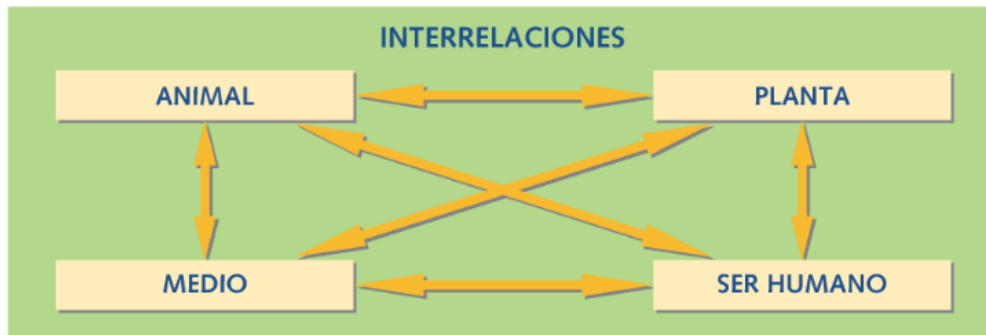 INTERRELACIONES
ANIMAL
PLANTA
MEDIO
SER HUMANO